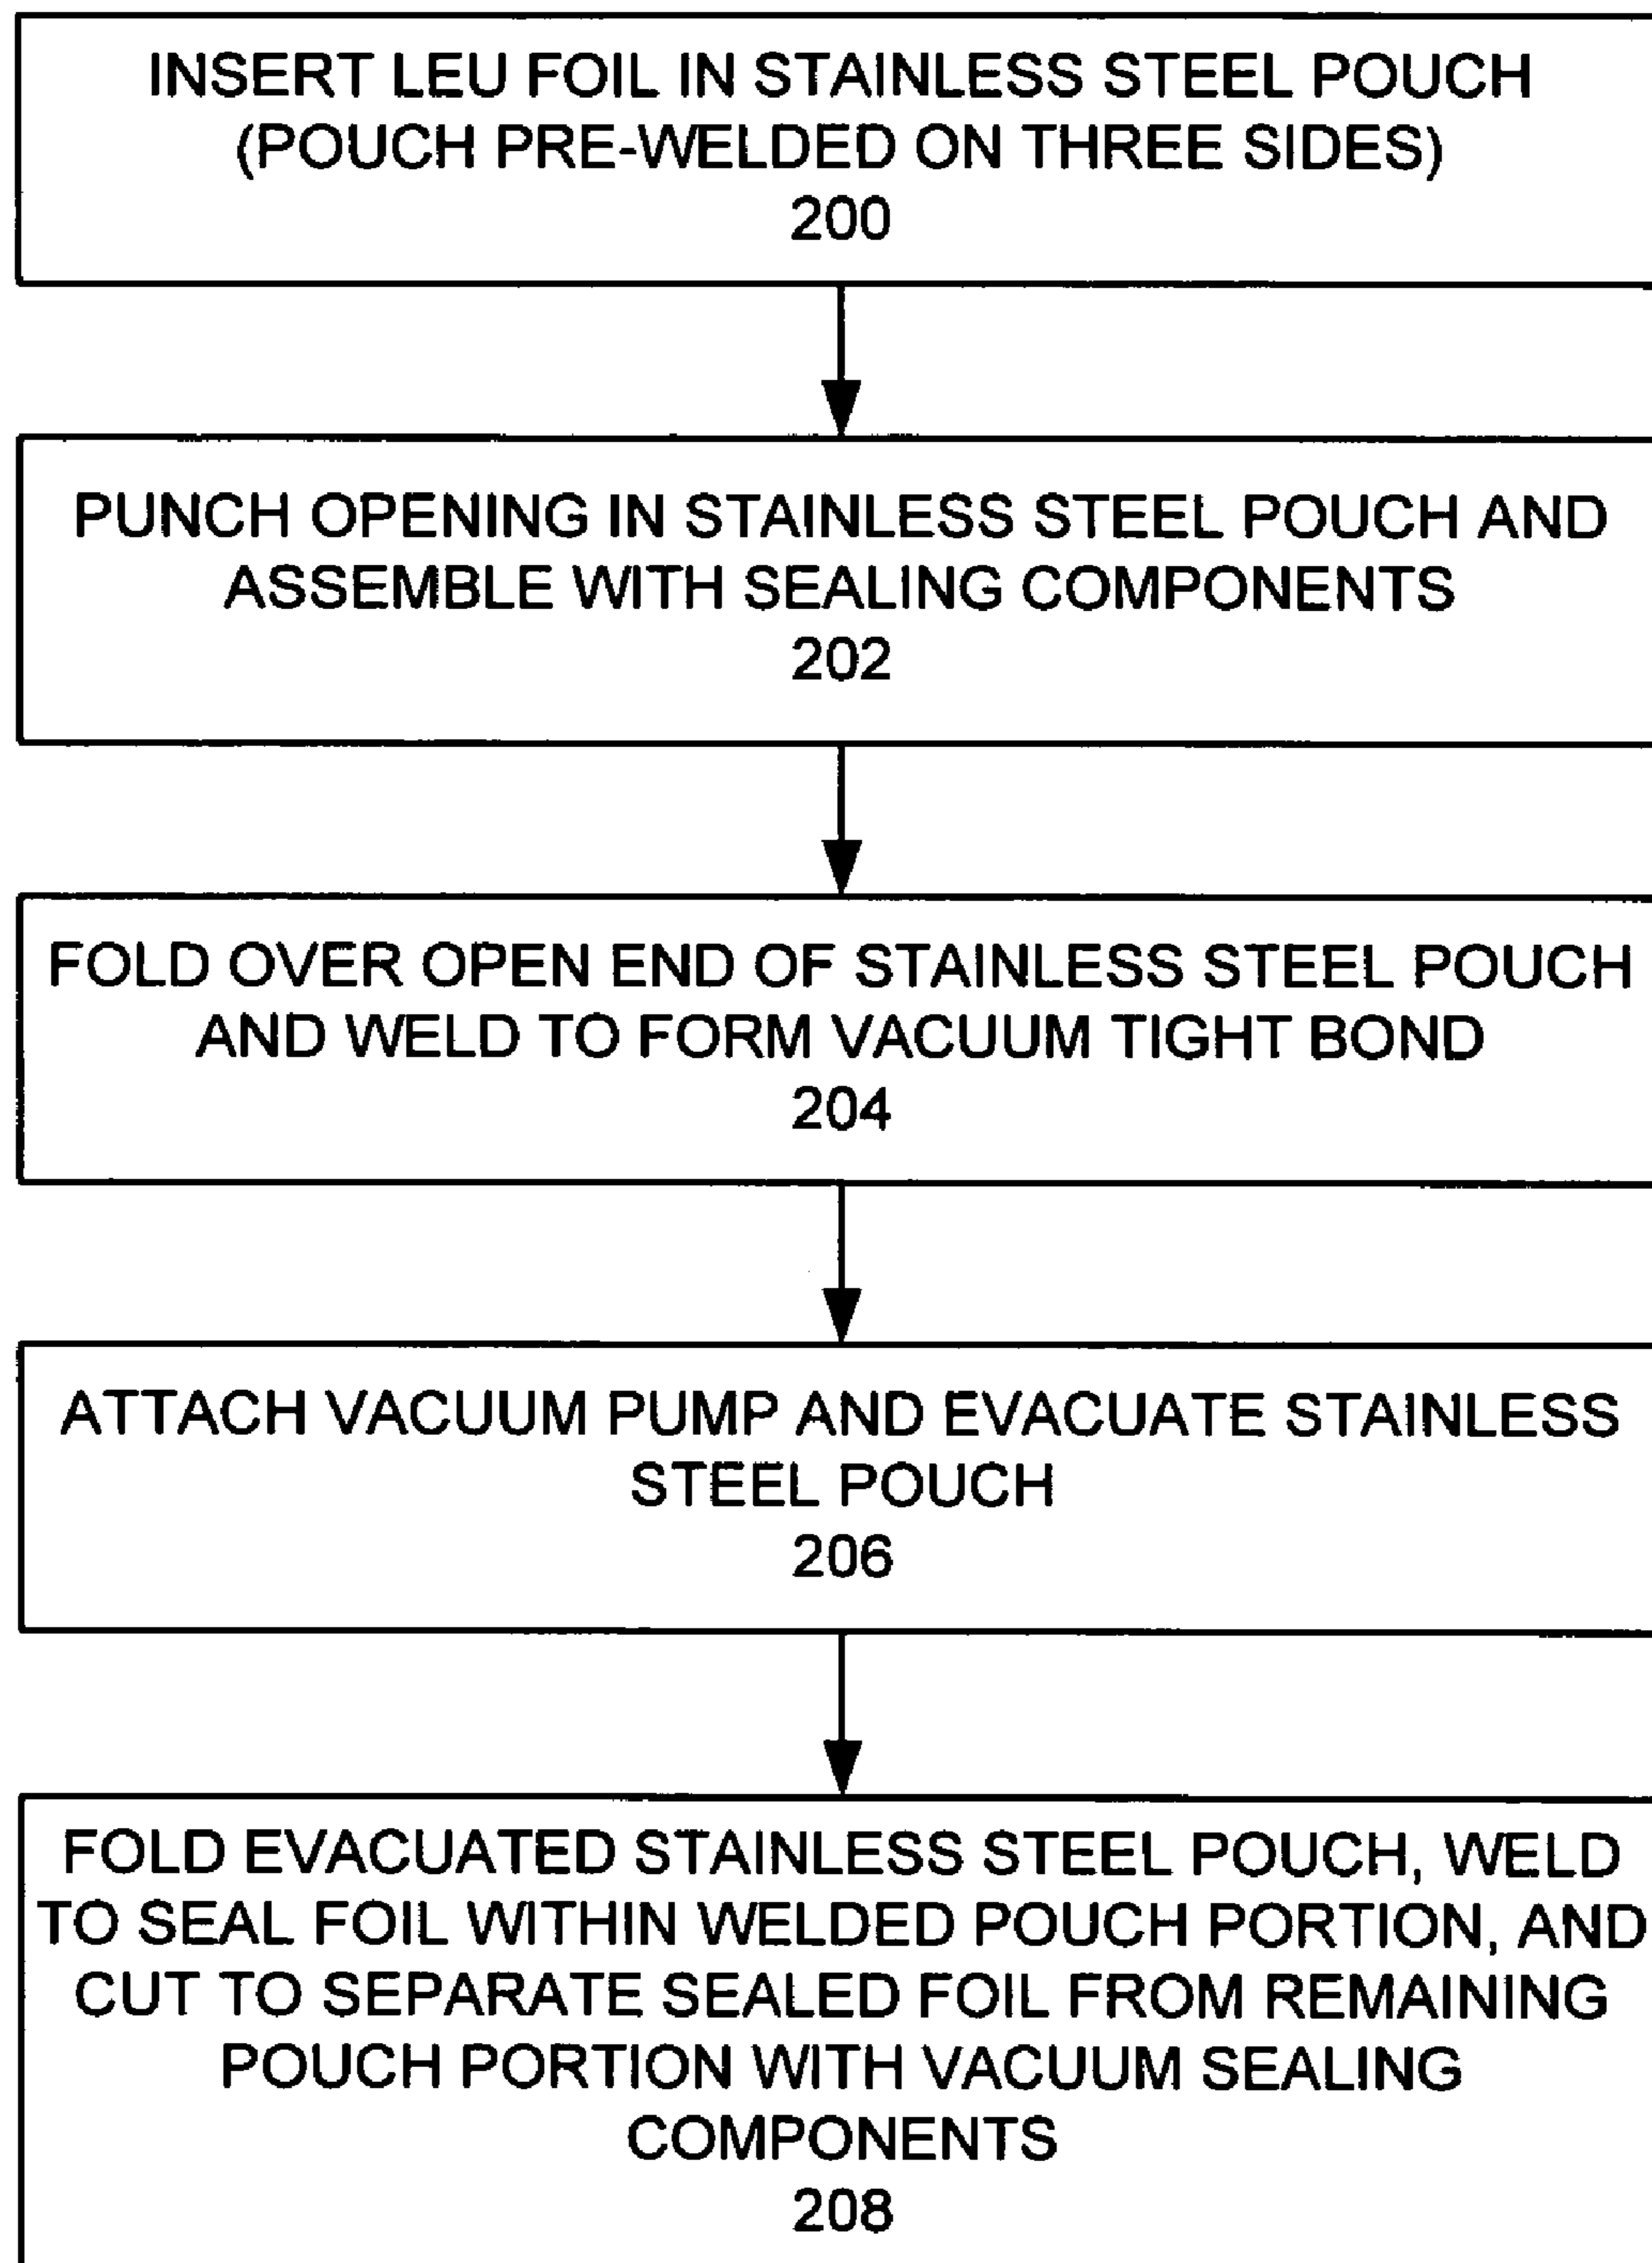 INSERT LEU FOIL IN STAINLESS STEEL POUCH
(POUCH PRE-WELDED ON THREE SIDES)
200
PUNCH OPENING IN STAINLESS STEEL POUCH AND
ASSEMBLE WITH SEALING COMPONENTS
202
FOLD OVER OPEN END OF STAINLESS STEEL POUCH
AND WELD TO FORM VACUUM TIGHT BOND
204
ATTACH VACUUM PUMP AND EVACUATE STAINLESS
STEEL POUCH
206
FOLD EVACUATED STAINLESS STEEL POUCH, WELD
TO SEAL FOIL WITHIN WELDED POUCH PORTION, AND
CUT TO SEPARATE SEALED FOIL FROM REMAINING
POUCH PORTION WITH VACUUM SEALING
COMPONENTS
208